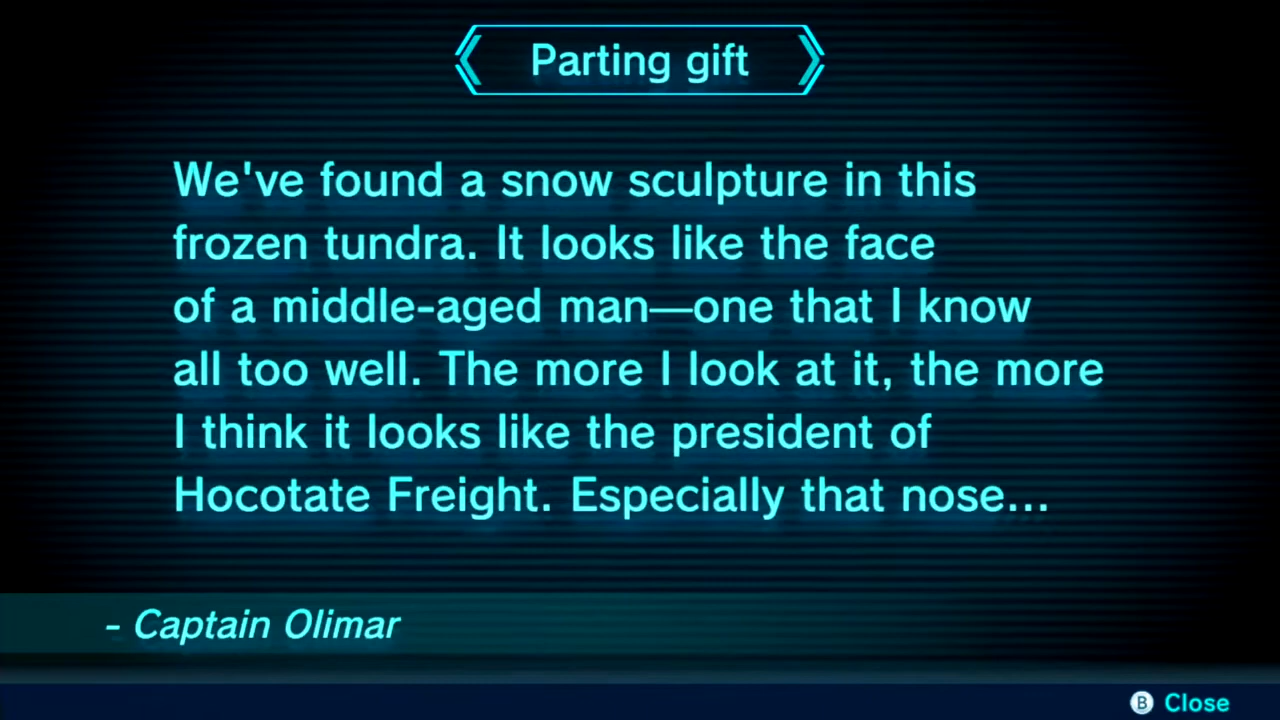 Parting gift
We've found a snow sculpture in this
frozen tundra. It looks like the face
of a middle-aged man—one that I know
all too well. The more I look at it, the more
I think it looks like the president of
Hocotate Freight. Especially that nose...
- Captain Olimar
B Close